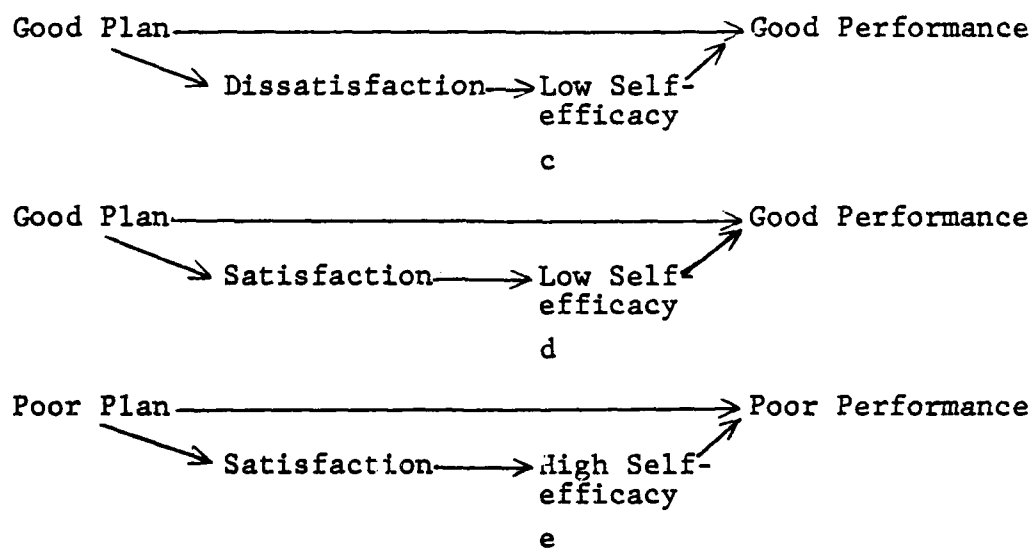 Good Plan Good Performance
Dissatisfaction Low Self-
efficacy
c
Good Plan Good Performance
Satisfaction Low Self-
efficacy
d
Poor Plan Poor Performance
Satisfaction High Self-
efficacy
e